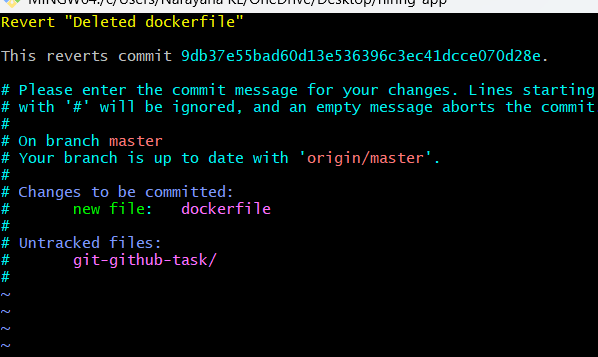 MINGW64:/c/Users/Narayana RL/OneDrive/Desktop/hiring-app
Revert "Deleted dockerfile"
This reverts commit 9db37e55bad60d13e536396c3ec41dcce070d28e.
# Please enter the commit message for your changes. Lines starting
# with '#' will be ignored, and an empty message aborts the commit
#
# On branch master
# Your branch is up to date with 'origin/master'.
#
# Changes to be committed:
#       new file:   dockerfile
#
# Untracked files:
#       git-github-task/
#
~
~
~
~